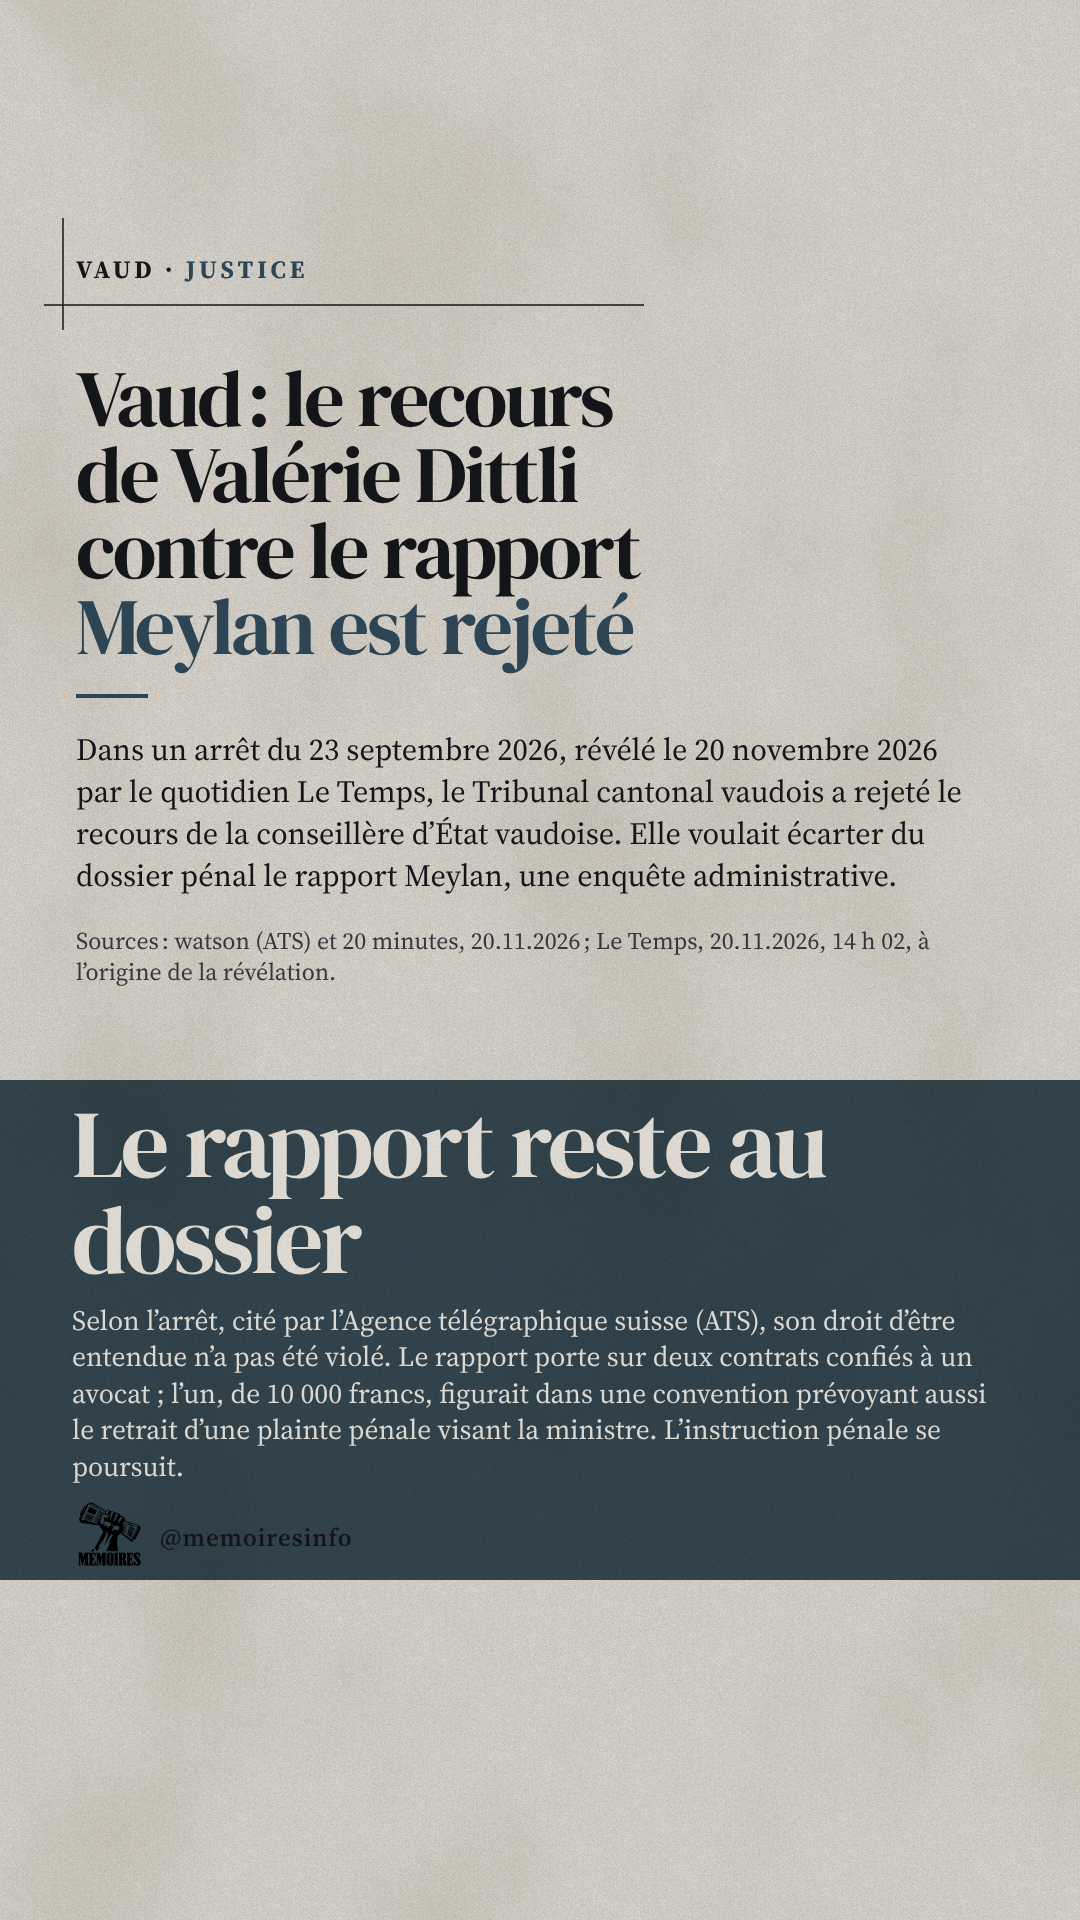 VAUD · JUSTICE
Vaud : le recours
de Valérie Dittli
contre le rapport
Meylan est rejeté
Dans un arrêt du 23 septembre 2026, révélé le 20 novembre 2026
par le quotidien Le Temps, le Tribunal cantonal vaudois a rejeté le
recours de la conseillère d’État vaudoise. Elle voulait écarter du
dossier pénal le rapport Meylan, une enquête administrative.
Sources : watson (ATS) et 20 minutes, 20.11.2026 ; Le Temps, 20.11.2026, 14 h 02, à
l’origine de la révélation.
Le rapport reste au
dossier
Selon l’arrêt, cité par l’Agence télégraphique suisse (ATS), son droit d’être
entendue n’a pas été violé. Le rapport porte sur deux contrats confiés à un
avocat ; l’un, de 10 000 francs, figurait dans une convention prévoyant aussi
le retrait d’une plainte pénale visant la ministre. L’instruction pénale se
poursuit.
MÉMOIRES
@memoiresinfo